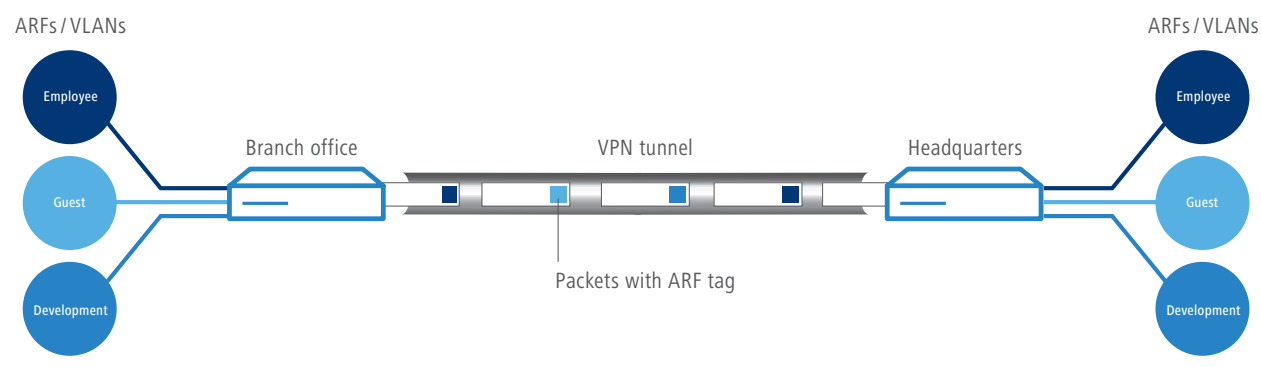 ARFs / VLANs
ARFs / VLANs
Employee
Employee
Branch office
VPN tunnel
Headquarters
Guest
Guest
Packets with ARF tag
Development
Development